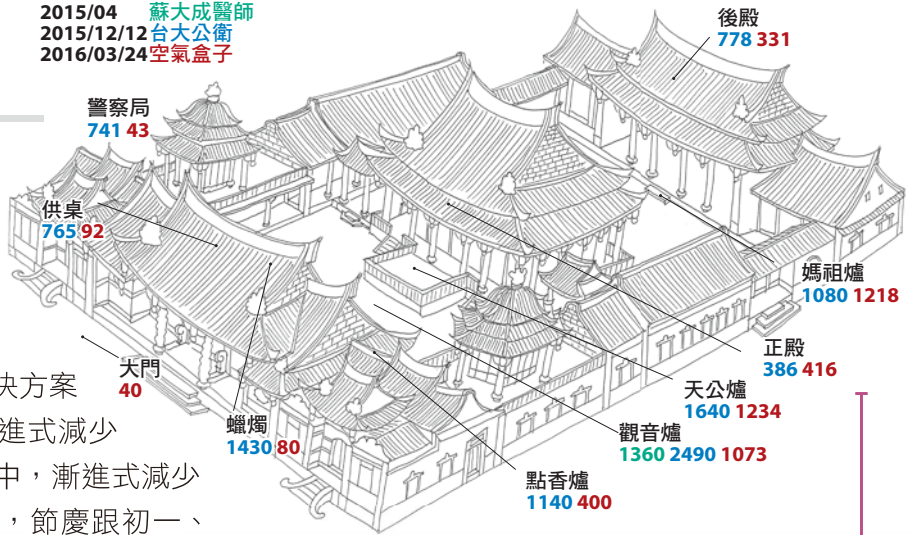 2015/04 蘇大成醫師
2015/12/12台大公衛
2016/03/24空氣盒子
後殿
778 331
警察局
741 43
供桌
765 92
媽祖爐
1080 1218
正殿
386 416
大門
40
天公爐
1640 1234
蠟燭
1430 80
觀音爐
1360 2490 1073
點香爐
1140 400
決方案
進式減少
中，漸進式減少
，節慶跟初一、